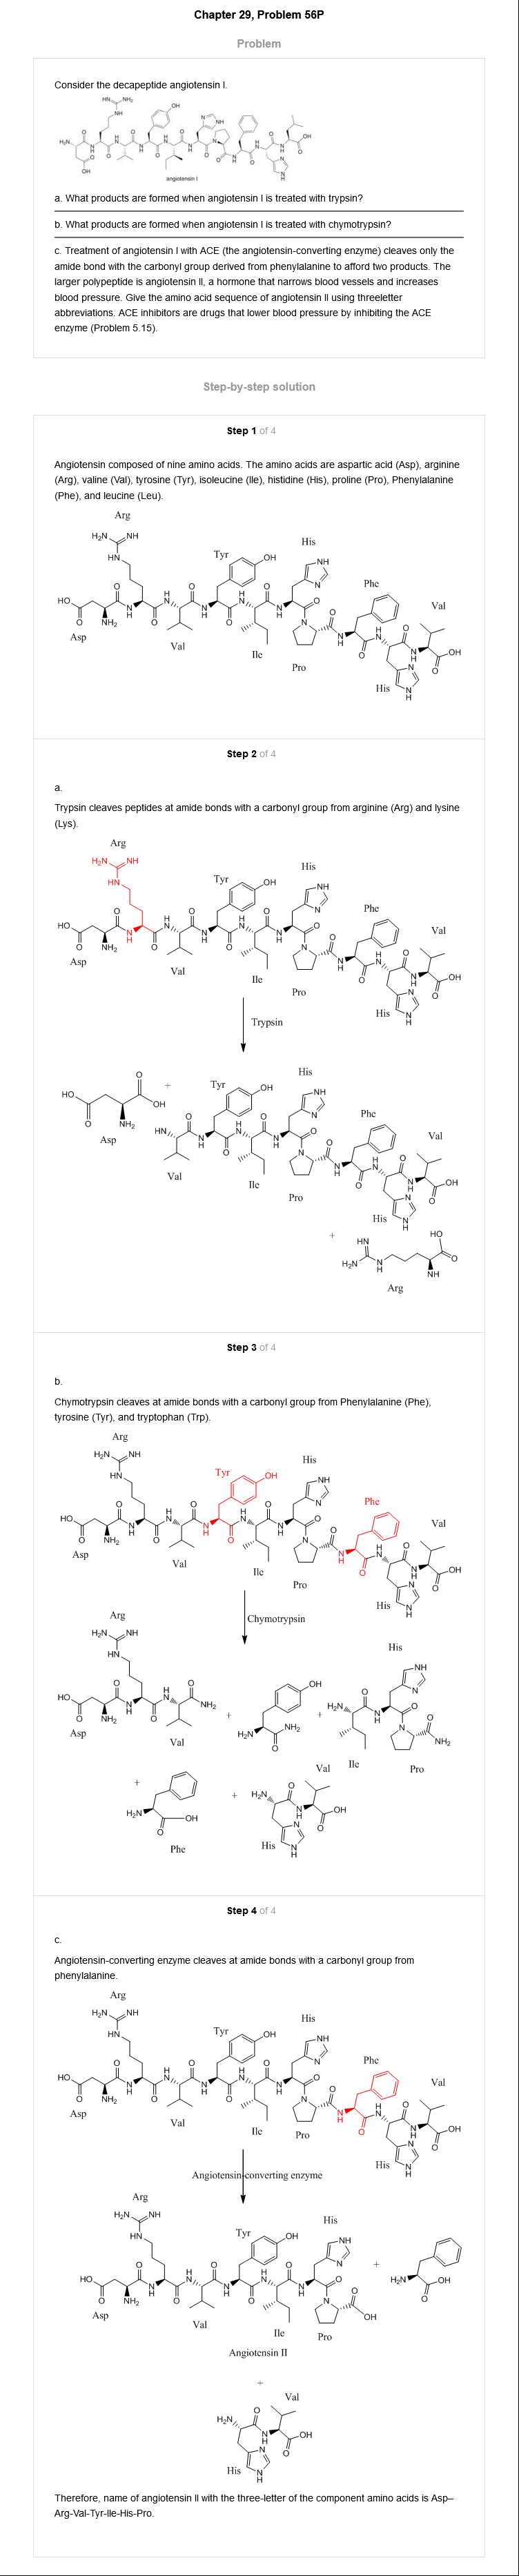 Chapter 29, Problem 56P
Problem
Consider the decapeptide angiotensin I.
angiotensin I
a. What products are formed when angiotensin I is treated with trypsin?
b. What products are formed when angiotensin I is treated with chymotrypsin?
c. Treatment of angiotensin I with ACE (the angiotensin-converting enzyme) cleaves only the
amide bond with the carbonyl group derived from phenylalanine to afford two products. The
larger polypeptide is angiotensin II, a hormone that narrows blood vessels and increases
blood pressure. Give the amino acid sequence of angiotensin II using threeletter
abbreviations. ACE inhibitors are drugs that lower blood pressure by inhibiting the ACE
enzyme (Problem 5.15).
Step-by-step solution
Step 1 of 4
Angiotensin composed of nine amino acids. The amino acids are aspartic acid (Asp), arginine
(Arg), valine (Val), tyrosine (Tyr), isoleucine (Ile), histidine (His), proline (Pro), Phenylalanine
(Phe), and leucine (Leu).
Arg
His
Tyr
Phe
Val
Asp
Val
Ile
Pro
His
Step 2 of 4
a.
Trypsin cleaves peptides at amide bonds with a carbonyl group from arginine (Arg) and lysine
(Lys).
Arg
His
Tyr
Phe
Val
Asp
Val
Ile
Pro
His
Trypsin
His
Tyr
Phe
Asp
Val
Val
Ile
Pro
His
Arg
Step 3 of 4
b.
Chymotrypsin cleaves at amide bonds with a carbonyl group from Phenylalanine (Phe),
tyrosine (Tyr), and tryptophan (Trp).
Arg
His
Tyr
Phe
Val
Asp
Val
Ile
Pro
His
Chymotrypsin
Arg
His
Asp
Val
Val
Ile
Pro
Phe
His
Step 4 of 4
c.
Angiotensin-converting enzyme cleaves at amide bonds with a carbonyl group from
phenylalanine.
Arg
His
Tyr
Phe
Val
Asp
Val
Ile
Pro
His
Angiotensin-converting enzyme
Arg
His
Tyr
Asp
Val
Ile
Pro
Angiotensin II
Val
His
Therefore, name of angiotensin II with the three-letter of the component amino acids is Asp–
Arg-Val-Tyr-Ile-His-Pro.